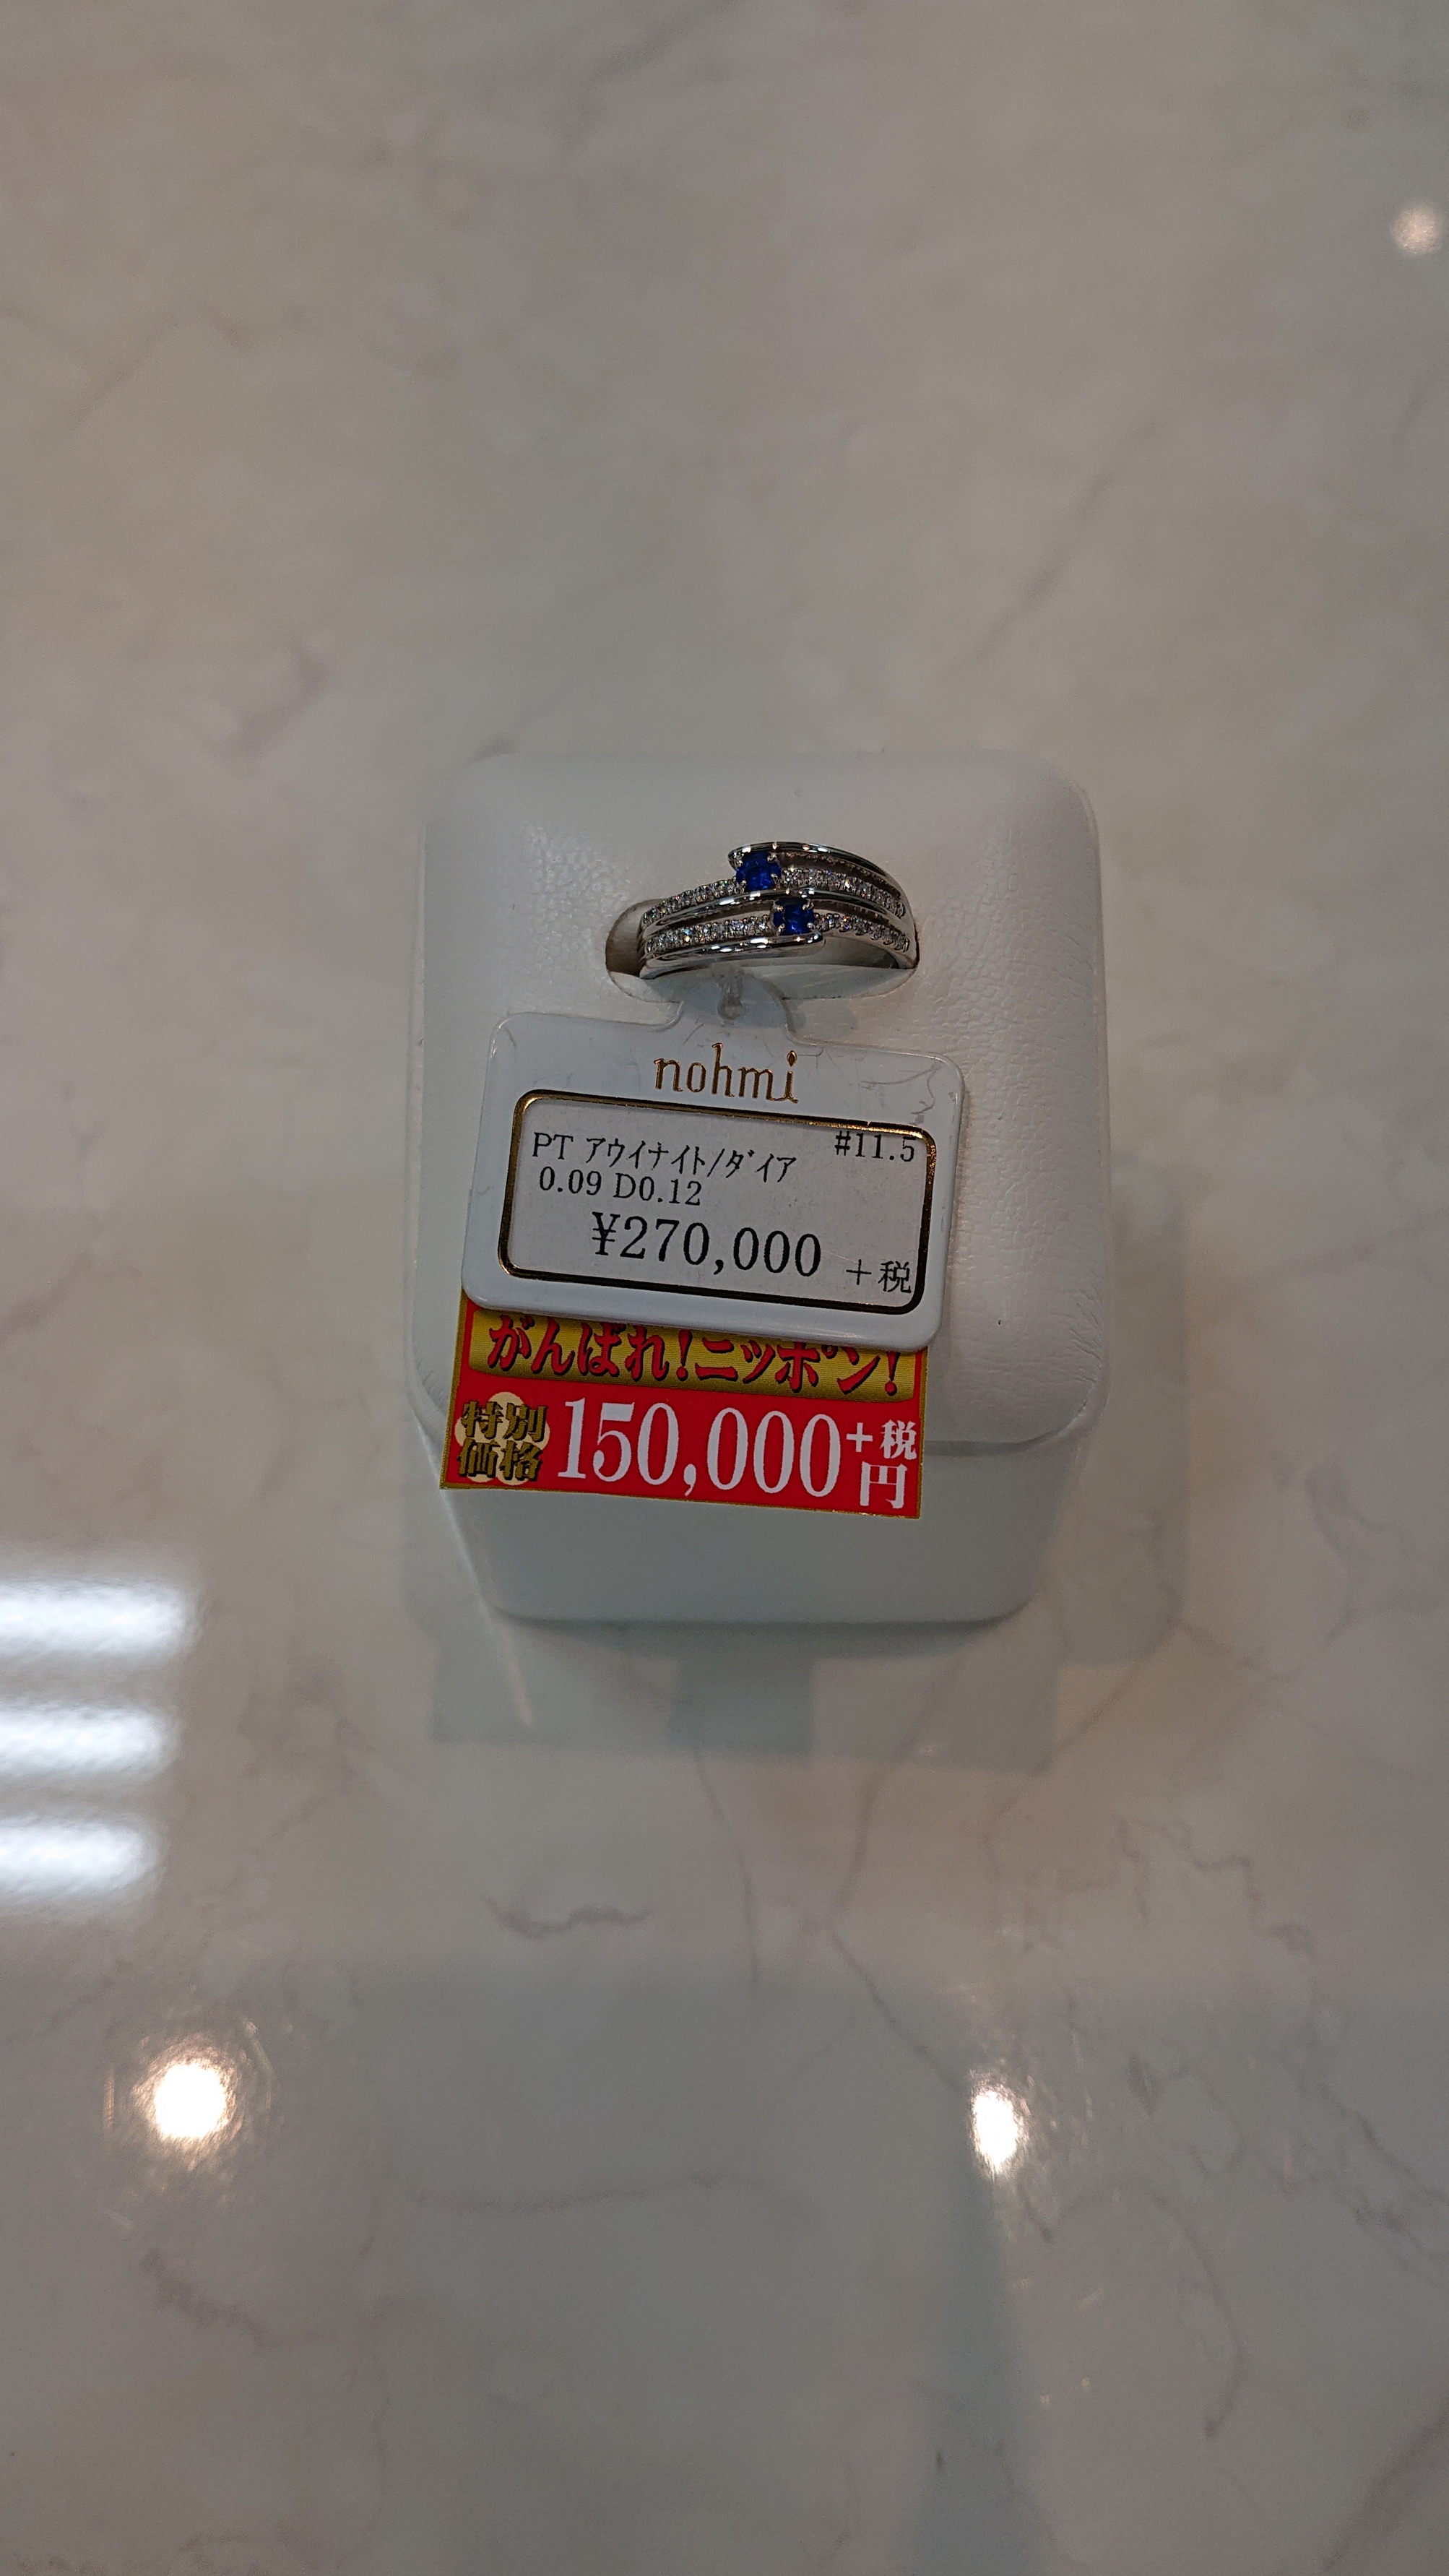 nohmi
#11.5
PT アウイナイト/ダイア
0.09 D0.12
¥270,000 +税
がんばれ!ニッポン!
特別価格 150,000+税円